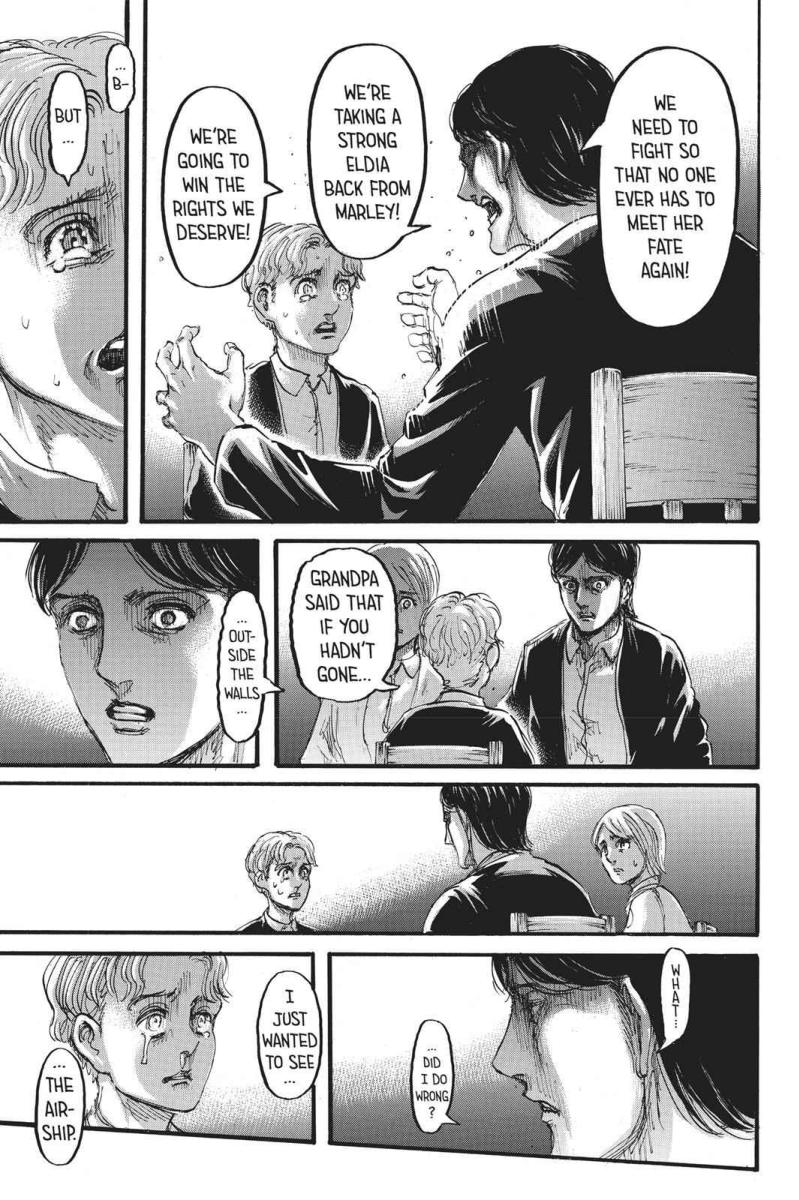 WE
NEED TO
FIGHT SO
THAT NO ONE
EVER HAS TO
MEET HER
FATE
AGAIN!
WE'RE
TAKING A
STRONG
ELDIA
BACK FROM
MARLEY!
WE'RE
GOING TO
WIN THE
RIGHTS WE
DESERVE!
...
B-
BUT
...
GRANDPA
SAID THAT
IF YOU
HADN'T
GONE...
...
OUT-
SIDE
THE
WALLS
...
WHAT...
...
DID
I DO
WRONG
?
I
JUST
WANTED
TO SEE
...
...
THE
AIR-
SHIP.